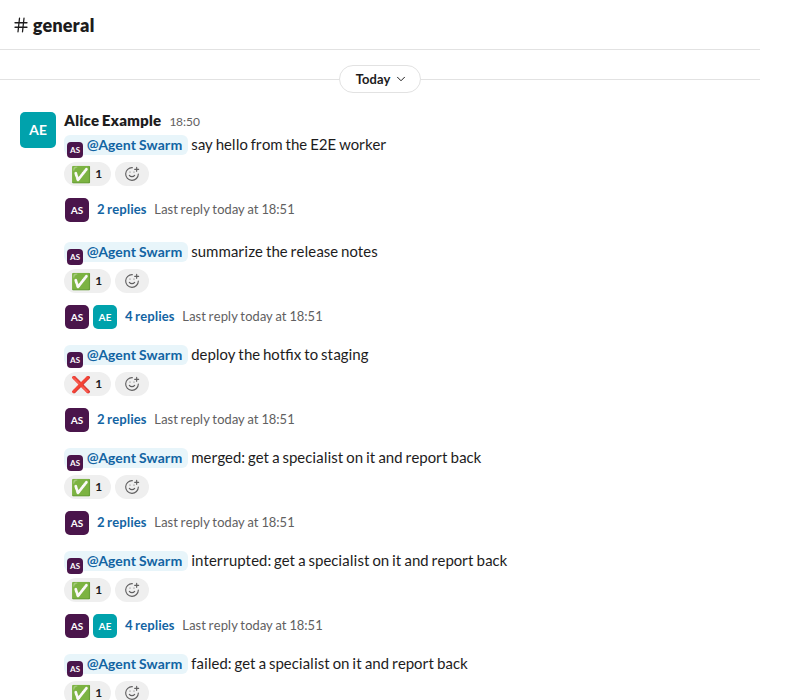 # general
Today
AE
Alice Example 18:50
AS @Agent Swarm say hello from the E2E worker
✅ 1
AS 2 replies Last reply today at 18:51
AS @Agent Swarm summarize the release notes
✅ 1
AS AE 4 replies Last reply today at 18:51
AS @Agent Swarm deploy the hotfix to staging
❌ 1
AS 2 replies Last reply today at 18:51
AS @Agent Swarm merged: get a specialist on it and report back
✅ 1
AS 2 replies Last reply today at 18:51
AS @Agent Swarm interrupted: get a specialist on it and report back
✅ 1
AS AE 4 replies Last reply today at 18:51
AS @Agent Swarm failed: get a specialist on it and report back
✅ 1